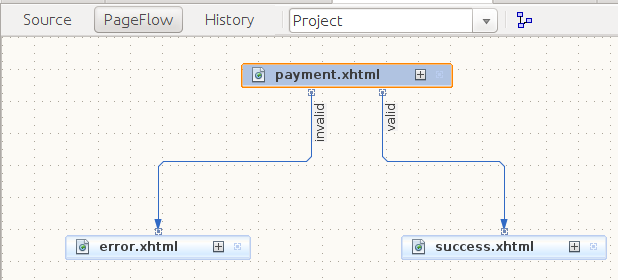 Source PageFlow History Project
payment.xhtml
invalid
valid
error.xhtml
success.xhtml